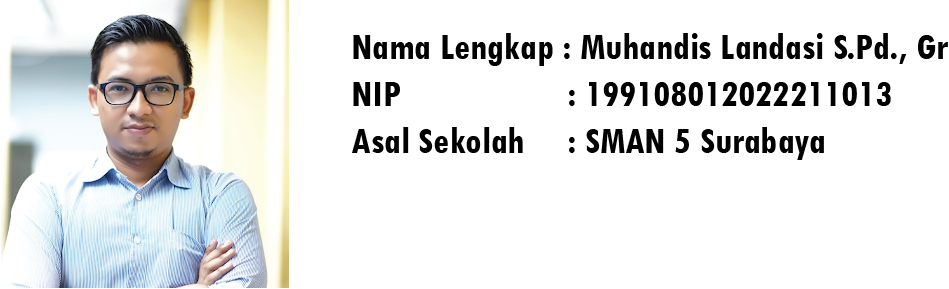 Nama Lengkap : Muhandis Landasi S.Pd., Gr
NIP : 199108012022211013
Asal Sekolah : SMAN 5 Surabaya